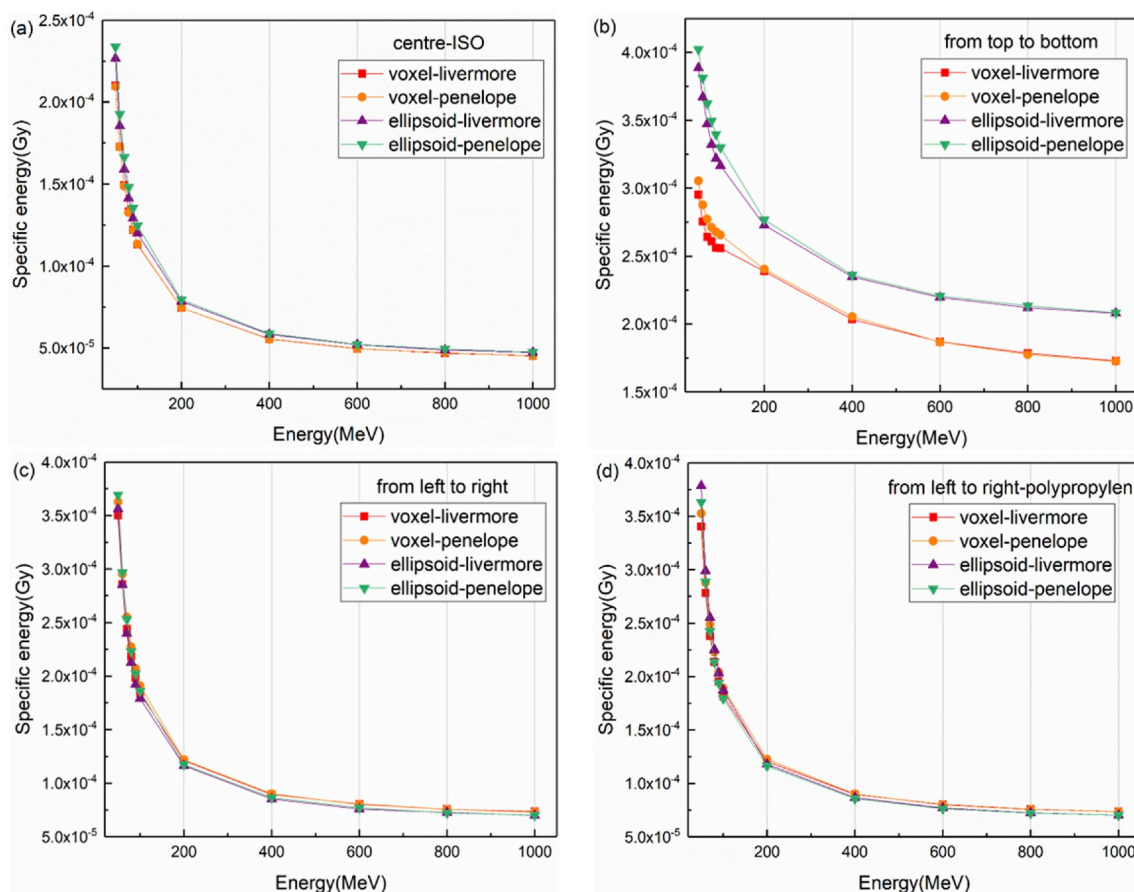 (a)
centre-ISO
voxel-livermore
voxel-penelope
ellipsoid-livermore
ellipsoid-penelope
Specific energy(Gy)
2.5x10-4
2.0x10-4
1.5x10-4
1.0x10-4
5.0x10-5
200 400 600 800 1000
Energy(MeV)
(b)
from top to bottom
voxel-livermore
voxel-penelope
ellipsoid-livermore
ellipsoid-penelope
Specific energy(Gy)
4.0x10-4
3.5x10-4
3.0x10-4
2.5x10-4
2.0x10-4
1.5x10-4
200 400 600 800 1000
Energy(MeV)
(c)
from left to right
voxel-livermore
voxel-penelope
ellipsoid-livermore
ellipsoid-penelope
Specific energy(Gy)
4.0x10-4
3.5x10-4
3.0x10-4
2.5x10-4
2.0x10-4
1.5x10-4
1.0x10-4
5.0x10-5
200 400 600 800 1000
Energy(MeV)
(d)
from left to right-polypropylen
voxel-livermore
voxel-penelope
ellipsoid-livermore
ellipsoid-penelope
Specific energy(Gy)
4.0x10-4
3.5x10-4
3.0x10-4
2.5x10-4
2.0x10-4
1.5x10-4
1.0x10-4
5.0x10-5
200 400 600 800 1000
Energy(MeV)